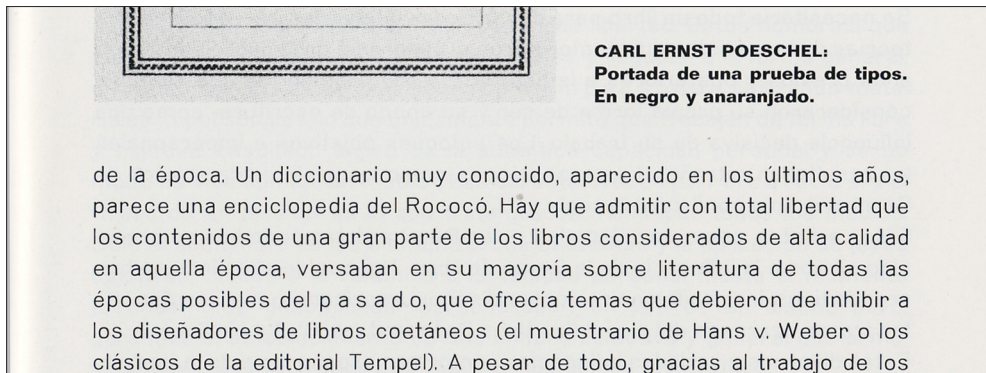 CARL ERNST POESCHEL:
Portada de una prueba de tipos.
En negro y anaranjado.
de la época. Un diccionario muy conocido, aparecido en los últimos años,
parece una enciclopedia del Rococó. Hay que admitir con total libertad que
los contenidos de una gran parte de los libros considerados de alta calidad
en aquella época, versaban en su mayoría sobre literatura de todas las
épocas posibles del p a s a d o, que ofrecía temas que debieron de inhibir a
los diseñadores de libros coetáneos (el muestrario de Hans v. Weber o los
clásicos de la editorial Tempel). A pesar de todo, gracias al trabajo de los